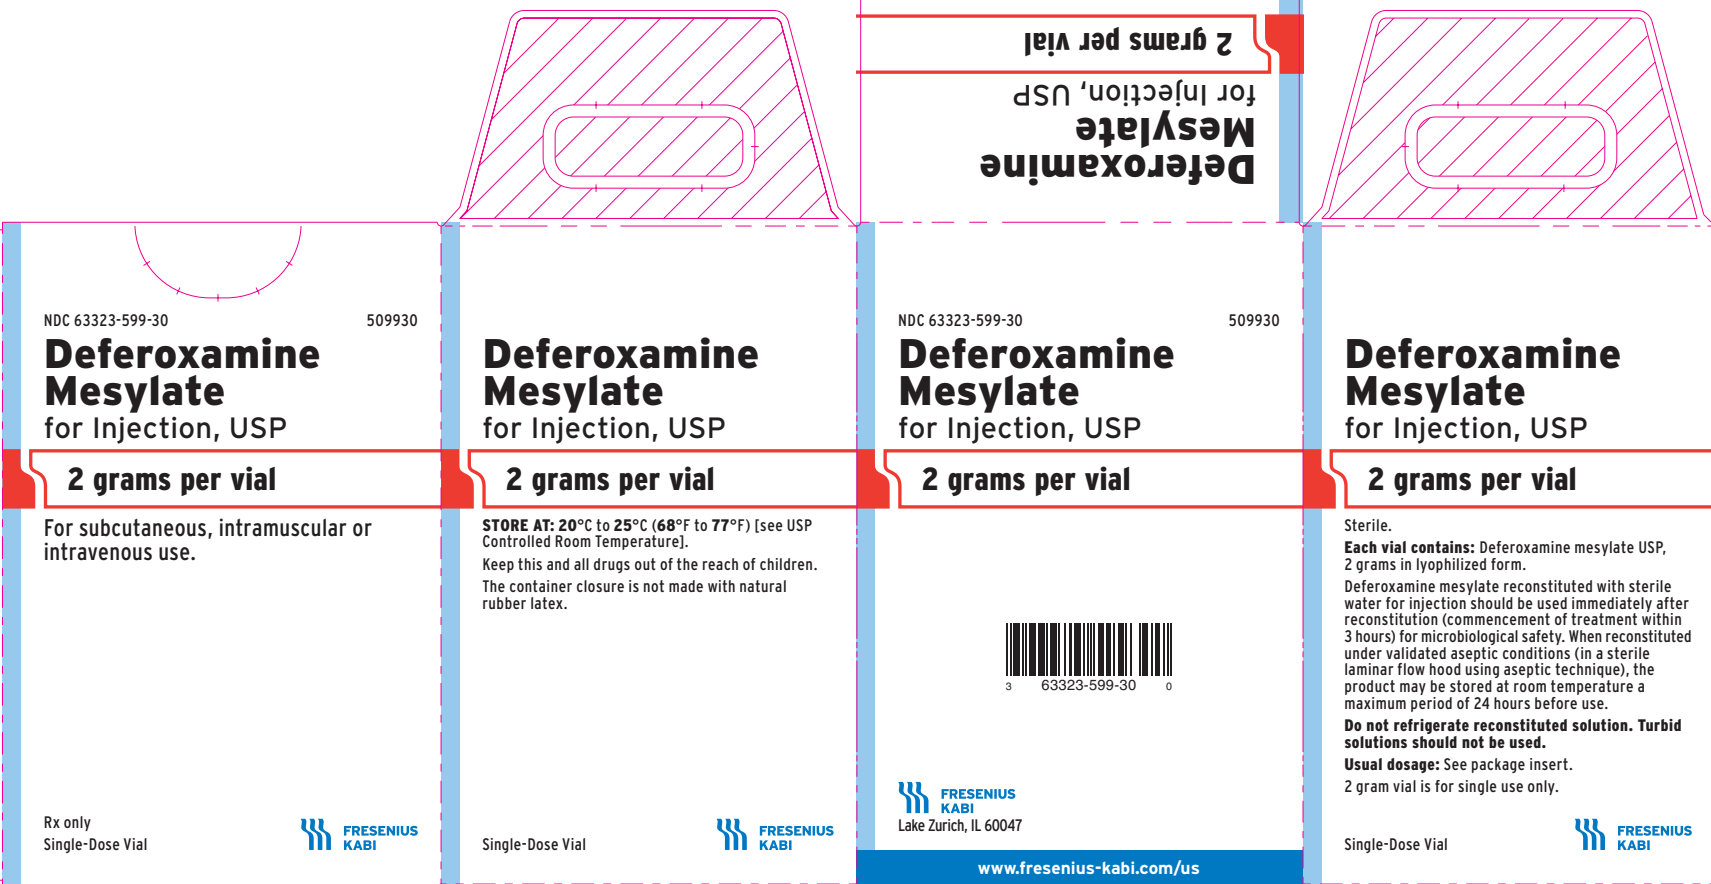 2 grams per vial
for Injection, USP
Mesylate
Deferoxamine
NDC 63323-599-30 509930
Deferoxamine
Mesylate
for Injection, USP
2 grams per vial
For subcutaneous, intramuscular or
intravenous use.
Rx only
Single-Dose Vial
FRESENIUS
KABI
Deferoxamine
Mesylate
for Injection, USP
2 grams per vial
STORE AT: 20°C to 25°C (68°F to 77°F) [see USP
Controlled Room Temperature].
Keep this and all drugs out of the reach of children.
The container closure is not made with natural
rubber latex.
Single-Dose Vial
FRESENIUS
KABI
NDC 63323-599-30 509930
Deferoxamine
Mesylate
for Injection, USP
2 grams per vial
3 63323-599-30 0
FRESENIUS
KABI
Lake Zurich, IL 60047
www.fresenius-kabi.com/us
Deferoxamine
Mesylate
for Injection, USP
2 grams per vial
Sterile.
Each vial contains: Deferoxamine mesylate USP,
2 grams in lyophilized form.
Deferoxamine mesylate reconstituted with sterile
water for injection should be used immediately after
reconstitution (commencement of treatment within
3 hours) for microbiological safety. When reconstituted
under validated aseptic conditions (in a sterile
laminar flow hood using aseptic technique), the
product may be stored at room temperature a
maximum period of 24 hours before use.
Do not refrigerate reconstituted solution. Turbid
solutions should not be used.
Usual dosage: See package insert.
2 gram vial is for single use only.
Single-Dose Vial
FRESENIUS
KABI